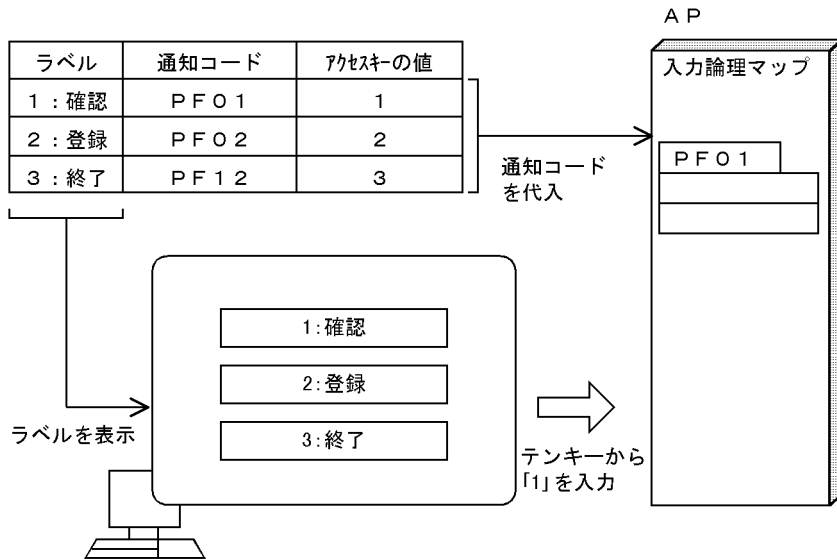 AP
ラベル 通知コード アクセスキーの値
1:確認 PF01 1
2:登録 PF02 2
3:終了 PF12 3
通知コード
を代入
入力論理マップ
PF01
1:確認
2:登録
3:終了
ラベルを表示
テンキーから
「1」を入力